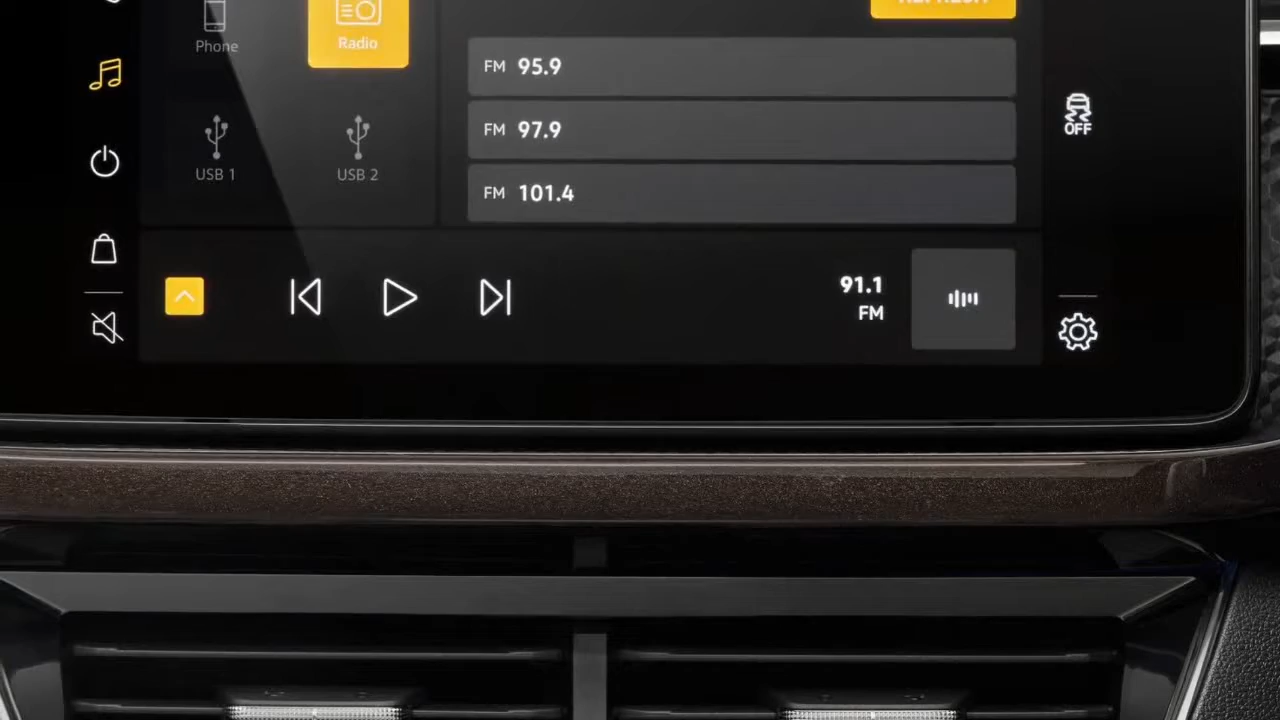 REFRESH
Phone
Radio
FM 95.9
FM 97.9
OFF
USB 1
USB 2
FM 101.4
91.1
FM